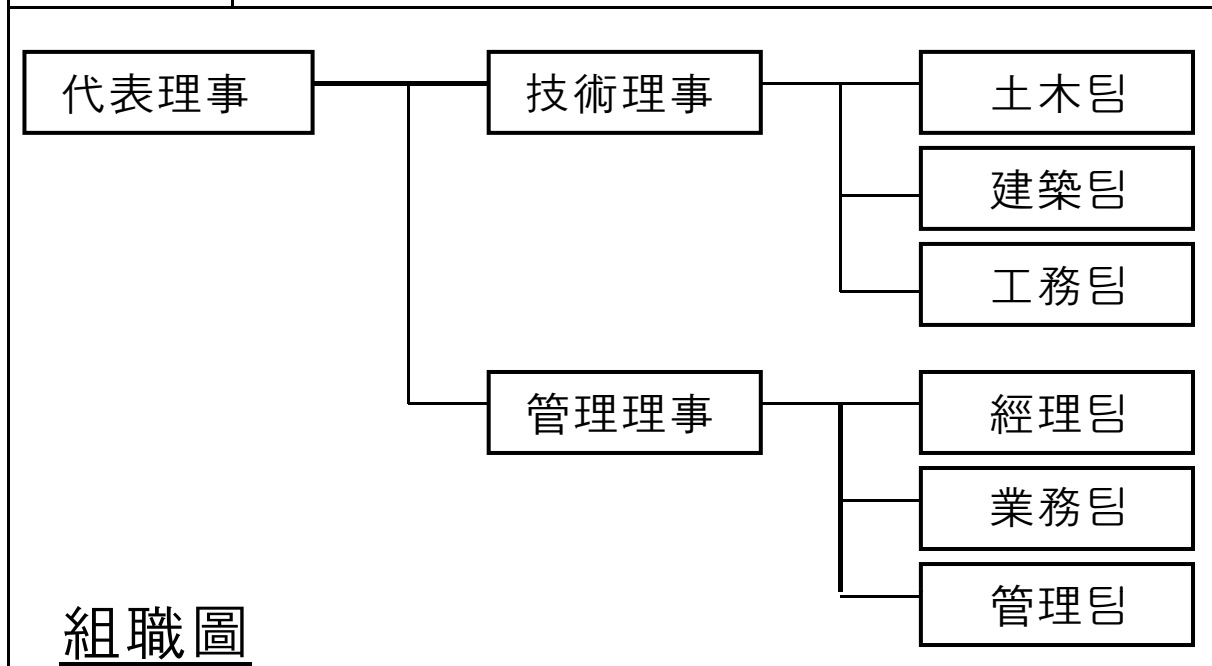 代表理事
技術理事
土木팀
建築팀
工務팀
管理理事
經理팀
業務팀
管理팀
組職圖